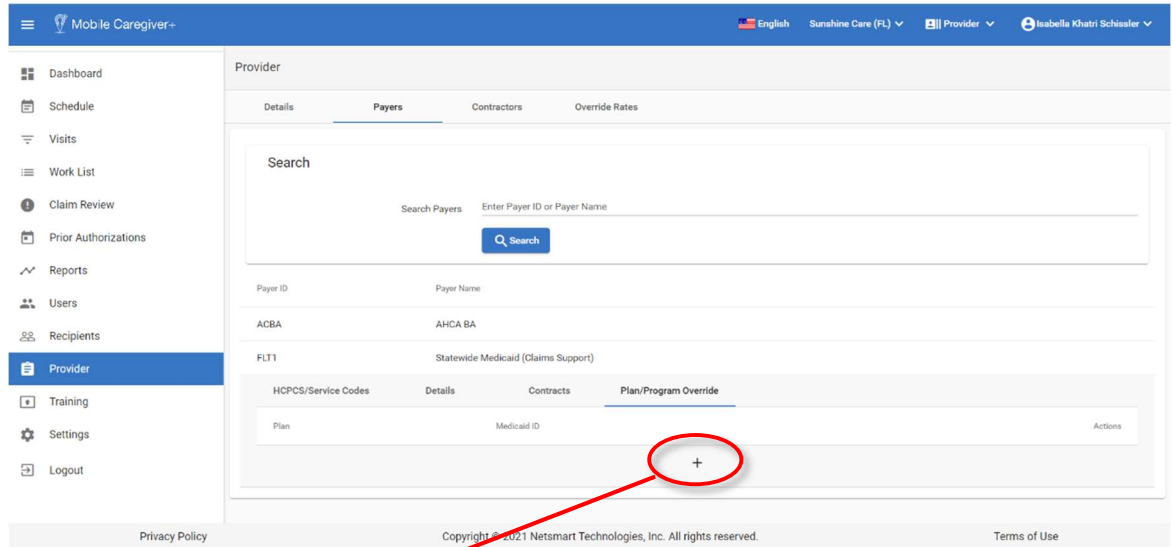 Mobile Caregiver+ English Sunshine Care (FL) Provider Isabella Khatri Schissler
Dashboard
Schedule
Visits
Work List
Claim Review
Prior Authorizations
Reports
Users
Recipients
Provider
Training
Settings
Logout
Provider
Details Payers Contractors Override Rates
Search
Search Payers Enter Payer ID or Payer Name
Search
Payer ID Payer Name
ACBA AHCA BA
FLT1 Statewide Medicaid (Claims Support)
HCPCS/Service Codes Details Contracts Plan/Program Override
Plan Medicaid ID Actions
+
Privacy Policy Copyright © 2021 Netsmart Technologies, Inc. All rights reserved. Terms of Use